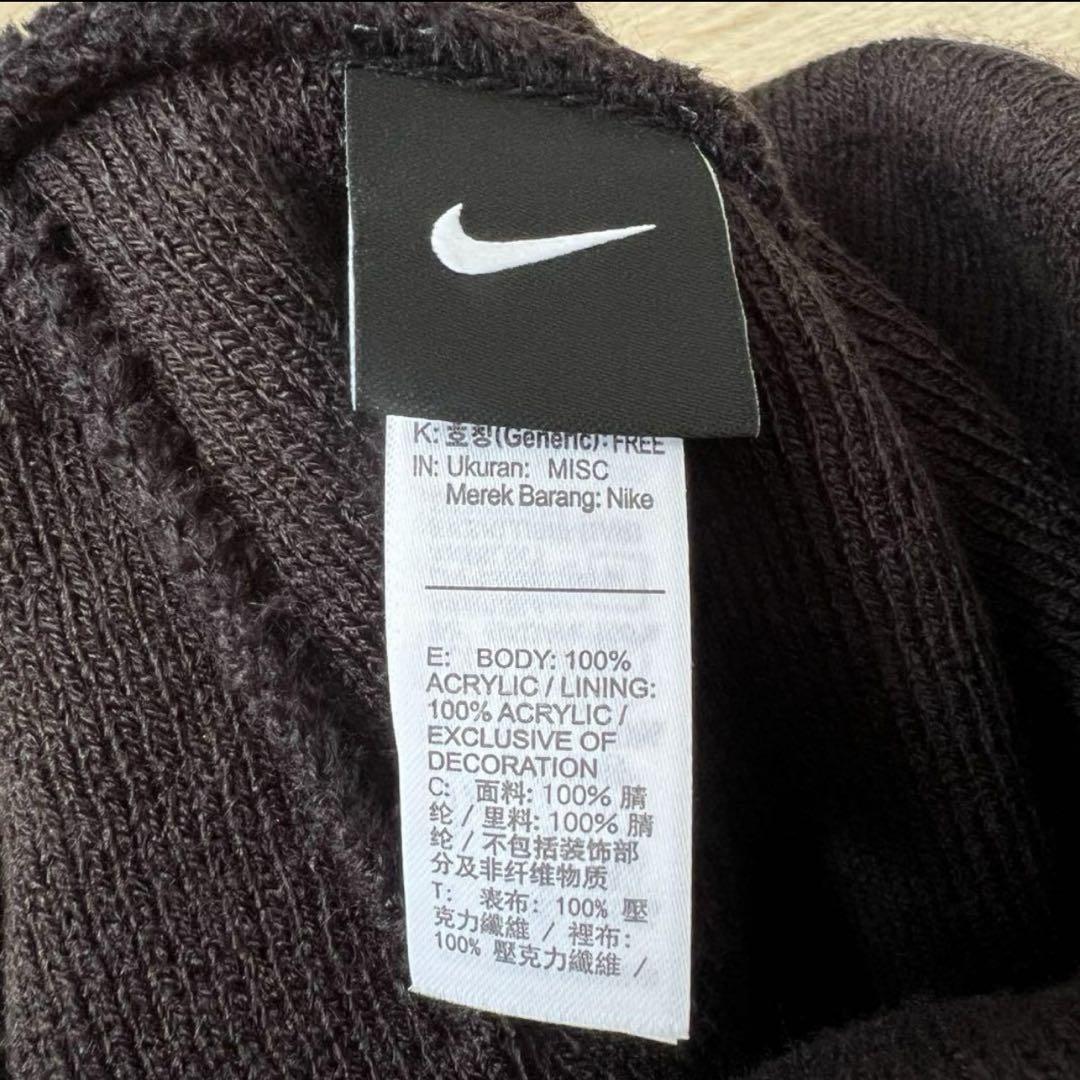 K: 호칭(Generic): FREE
IN: Ukuran: MISC
Merek Barang: Nike
E: BODY: 100%
ACRYLIC / LINING:
100% ACRYLIC /
EXCLUSIVE OF
DECORATION
C: 面料: 100% 腈
纶 / 里料: 100% 腈
纶 / 不包括装饰部
分及非纤维物质
T: 表布: 100% 壓
克力纖維 / 裡布:
100% 壓克力纖維 /